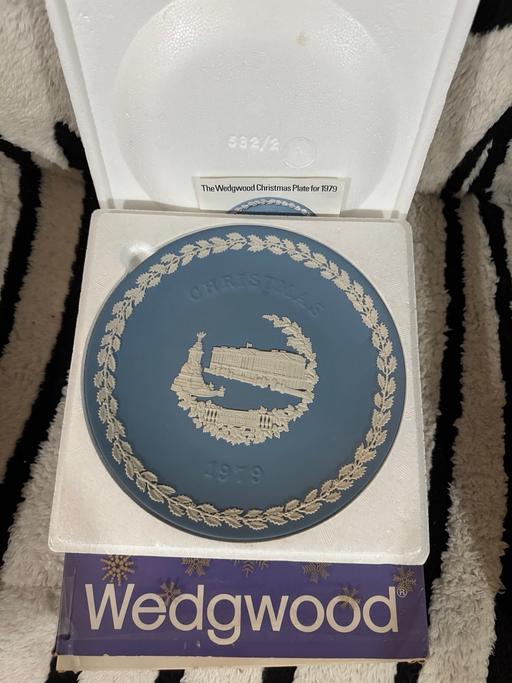 582/2
The Wedgwood Christmas Plate for 1979
CHRISTMAS
1979
Wedgwood®